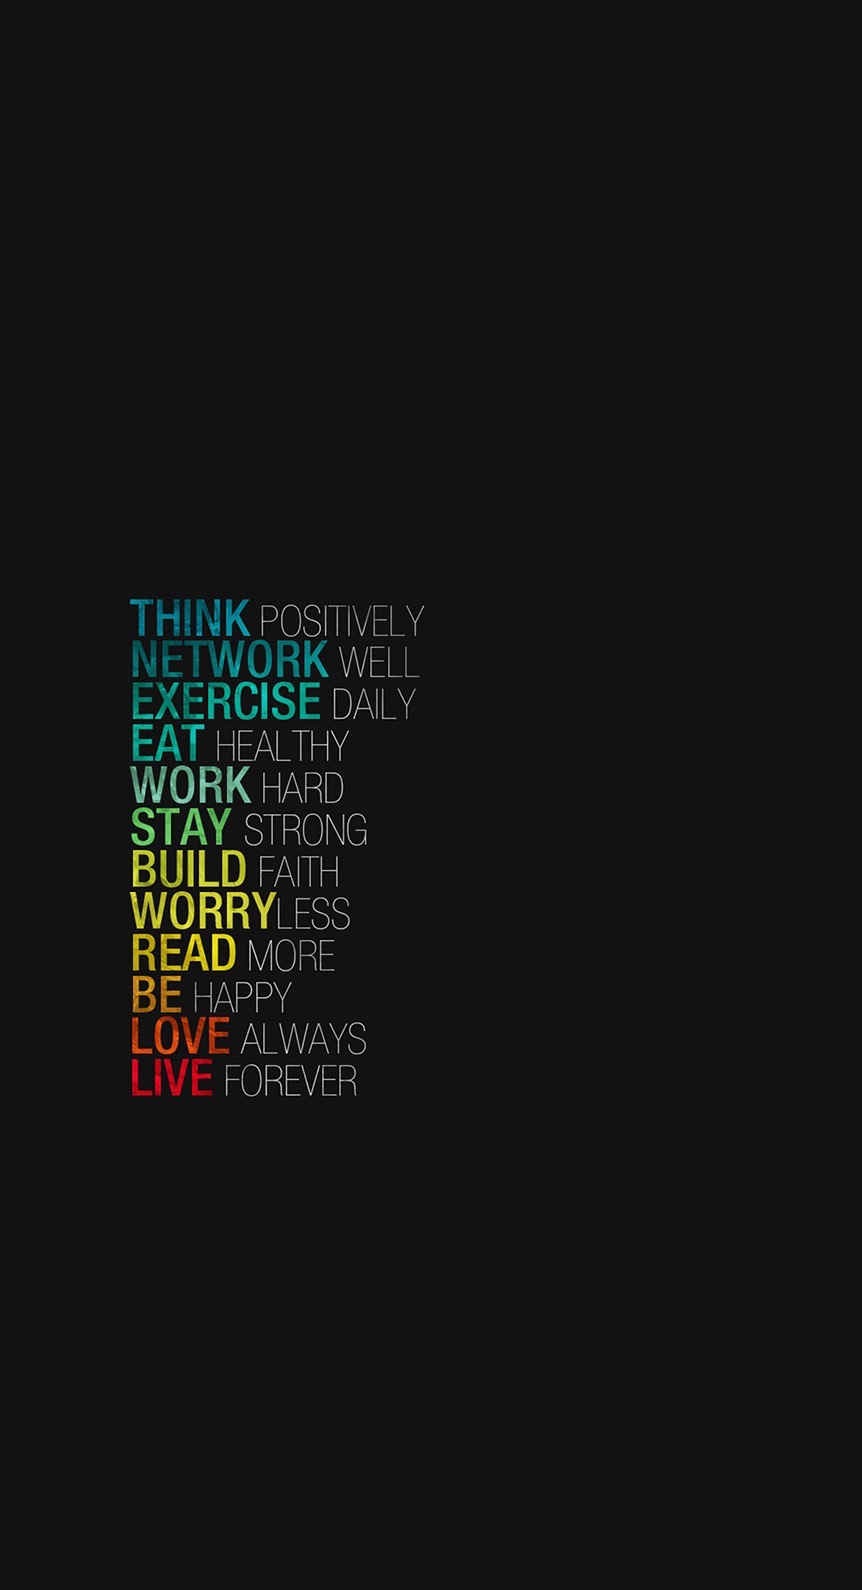 THINK POSITIVELY
NETWORK WELL
EXERCISE DAILY
EAT HEALTHY
WORK HARD
STAY STRONG
BUILD FAITH
WORRYLESS
READ MORE
BE HAPPY
LOVE ALWAYS
LIVE FOREVER